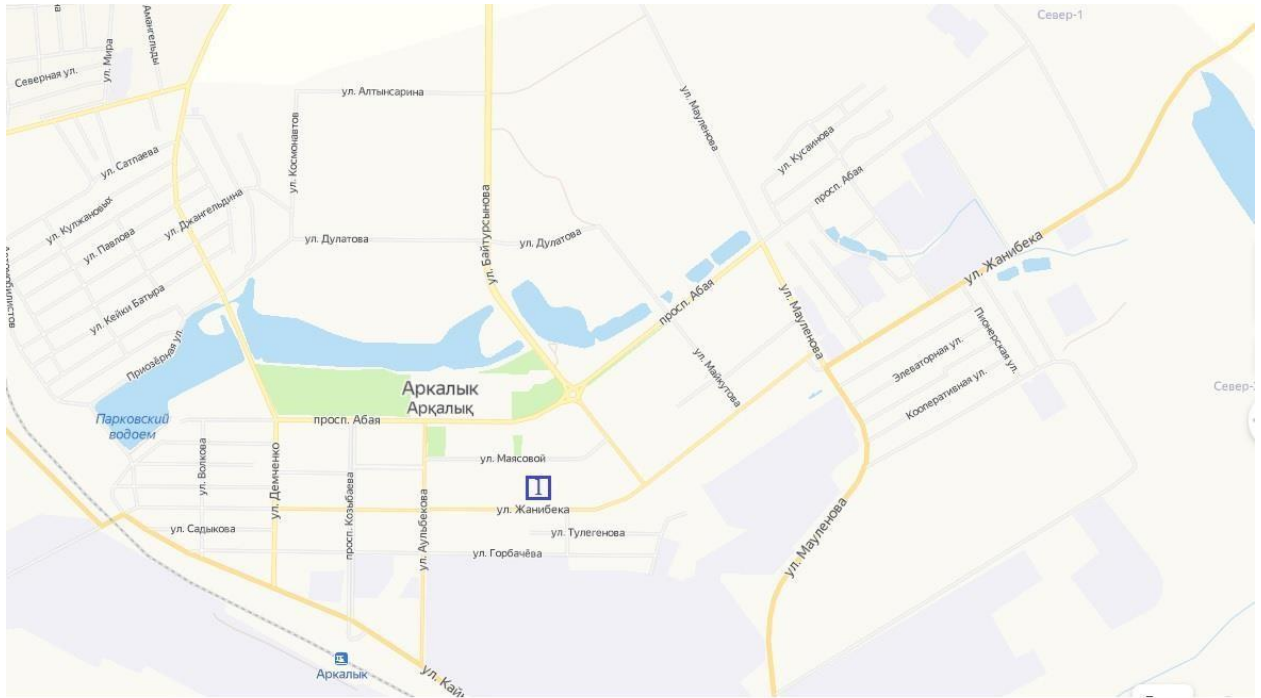 Север-1
ул. Мира
Амангельды
Северная ул.
ул. Алтынсарина
ул. Мауленова
ул. Космонавтов
ул. Сатпаева
ул. Кусаинова
просп. Абая
ул. Кулжановых
ул. Джангельдина
ул. Павлова
ул. Дулатова
ул. Байтурсынова
ул. Дулатова
ул. Жанибека
ул. Кейки Батыра
просп. Абая
ул. Мауленова
Пионерская ул.
Приозёрная ул.
ул. Майкутова
Элеваторная ул.
Кооперативная ул.
Аркалык
Арқалық
Парковский
водоем
просп. Абая
ул. Волкова
ул. Демченко
ул. Маясовой
просп. Козыбаева
ул. Аульбекова
1
ул. Жанибека
ул. Садыкова
ул. Тулегенова
ул. Горбачёва
ул. Мауленова
Аркалык